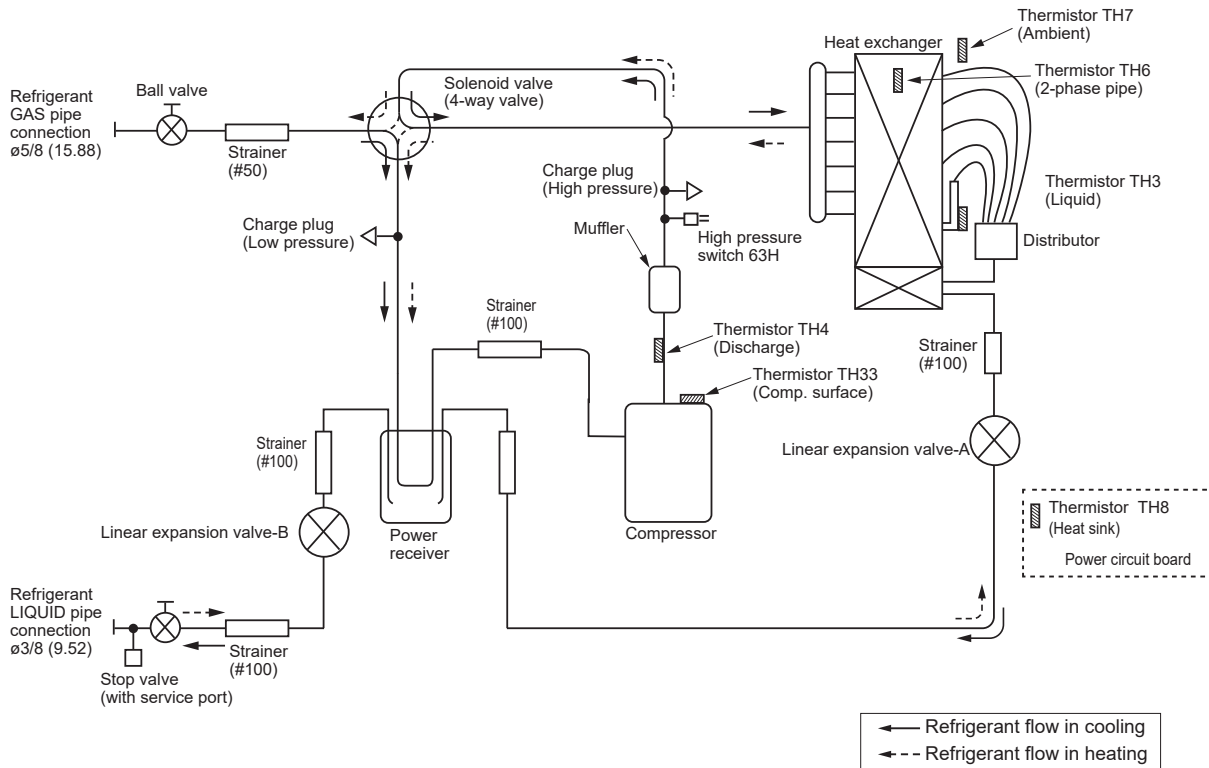 Thermistor TH7
(Ambient)
Heat exchanger
Thermistor TH6
(2-phase pipe)
Solenoid valve
(4-way valve)
Refrigerant
GAS pipe
connection
ø5/8 (15.88)
Ball valve
Strainer
(#50)
Charge plug
(High pressure)
Thermistor TH3
(Liquid)
Charge plug
(Low pressure)
Muffler
High pressure
switch 63H
Distributor
Strainer
(#100)
Thermistor TH4
(Discharge)
Strainer
(#100)
Thermistor TH33
(Comp. surface)
Strainer
(#100)
Linear expansion valve-A
Linear expansion valve-B
Power
receiver
Compressor
Thermistor TH8
(Heat sink)
Power circuit board
Refrigerant
LIQUID pipe
connection
ø3/8 (9.52)
Strainer
(#100)
Stop valve
(with service port)
Refrigerant flow in cooling
Refrigerant flow in heating